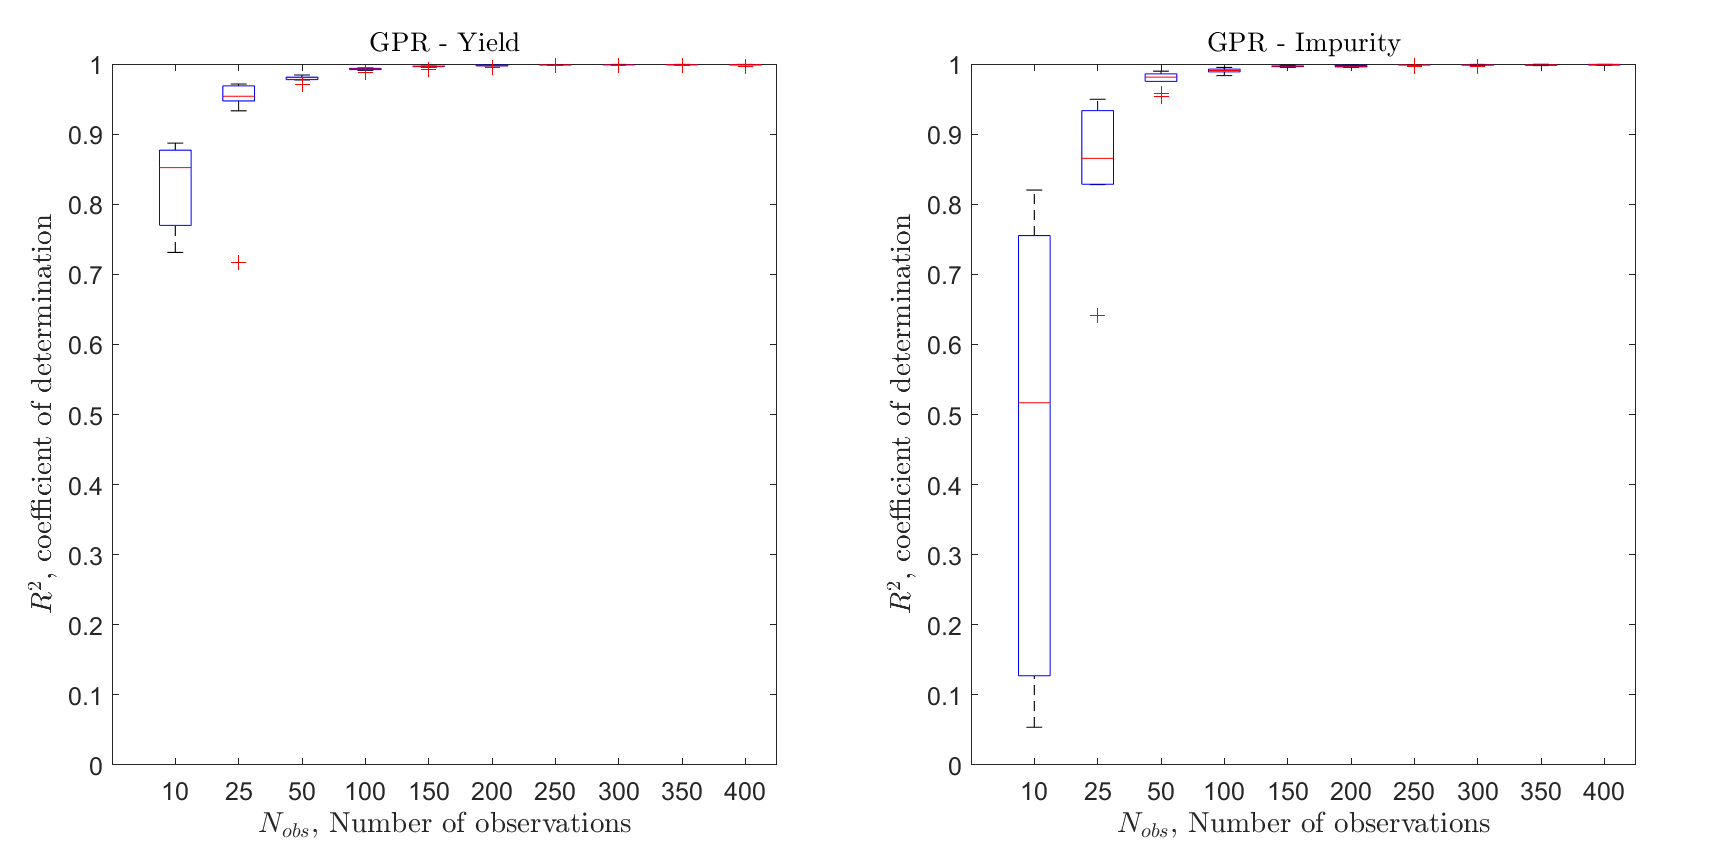 GPR - Yield
1
0.9
0.8
0.7
0.6
0.5
0.4
0.3
0.2
0.1
0
R², coefficient of determination
10 25 50 100 150 200 250 300 350 400
N_obs, Number of observations
GPR - Impurity
1
0.9
0.8
0.7
0.6
0.5
0.4
0.3
0.2
0.1
0
R², coefficient of determination
10 25 50 100 150 200 250 300 350 400
N_obs, Number of observations